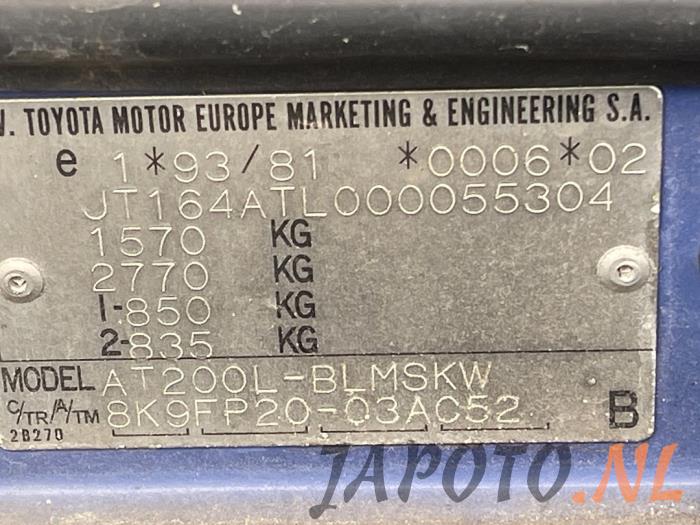 V. TOYOTA MOTOR EUROPE MARKETING & ENGINEERING S.A.
e 1*93/81 *0006*02
JT164ATL000055304
1570 KG
2770 KG
1-850 KG
2-835 KG
MODEL AT200L-BLMSKW
C/TR/A/TM 8K9FP20-03AC52 B
2B270
JAPOTO.NL